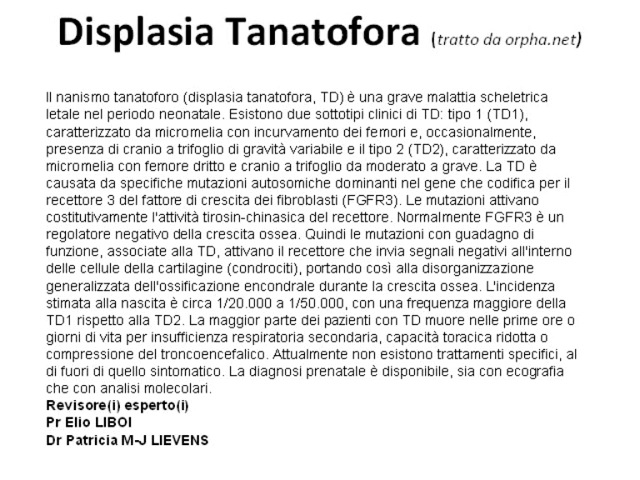 Displasia Tanatofora (tratto da orpha.net)
Il nanismo tanatoforo (displasia tanatofora, TD) è una grave malattia scheletrica
letale nel periodo neonatale. Esistono due sottotipi clinici di TD: tipo 1 (TD1),
caratterizzato da micromelia con incurvamento dei femori e, occasionalmente,
presenza di cranio a trifoglio di gravità variabile e il tipo 2 (TD2), caratterizzato da
micromelia con femore dritto e cranio a trifoglio da moderato a grave. La TD è
causata da specifiche mutazioni autosomiche dominanti nel gene che codifica per il
recettore 3 del fattore di crescita dei fibroblasti (FGFR3). Le mutazioni attivano
costitutivamente l'attività tirosin-chinasica del recettore. Normalmente FGFR3 è un
regolatore negativo della crescita ossea. Quindi le mutazioni con guadagno di
funzione, associate alla TD, attivano il recettore che invia segnali negativi all'interno
delle cellule della cartilagine (condrociti), portando così alla disorganizzazione
generalizzata dell'ossificazione encondrale durante la crescita ossea. L'incidenza
stimata alla nascita è circa 1/20.000 a 1/50.000, con una frequenza maggiore della
TD1 rispetto alla TD2. La maggior parte dei pazienti con TD muore nelle prime ore o
giorni di vita per insufficienza respiratoria secondaria, capacità toracica ridotta o
compressione del troncoencefalico. Attualmente non esistono trattamenti specifici, al
di fuori di quello sintomatico. La diagnosi prenatale è disponibile, sia con ecografia
che con analisi molecolari.
Revisore(i) esperto(i)
Pr Elio LIBOI
Dr Patricia M-J LIEVENS